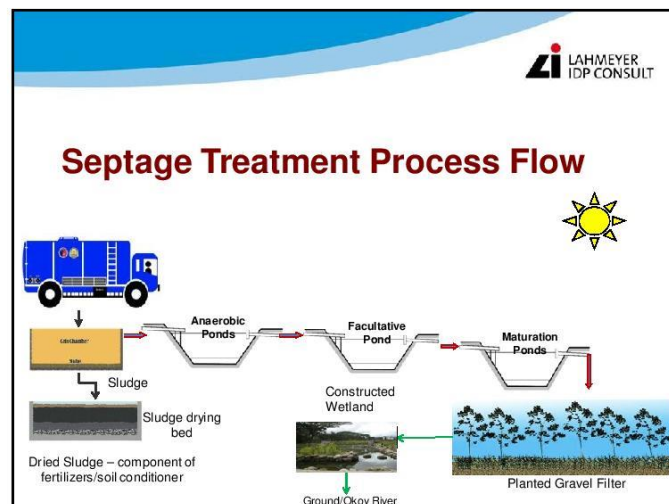 LAHMEYER
IDP CONSULT
Septage Treatment Process Flow
Anaerobic
Ponds
Facultative
Pond
Maturation
Ponds
Sludge
Sludge drying
bed
Dried Sludge – component of
fertilizers/soil conditioner
Constructed
Wetland
Ground/Okoy River
Planted Gravel Filter